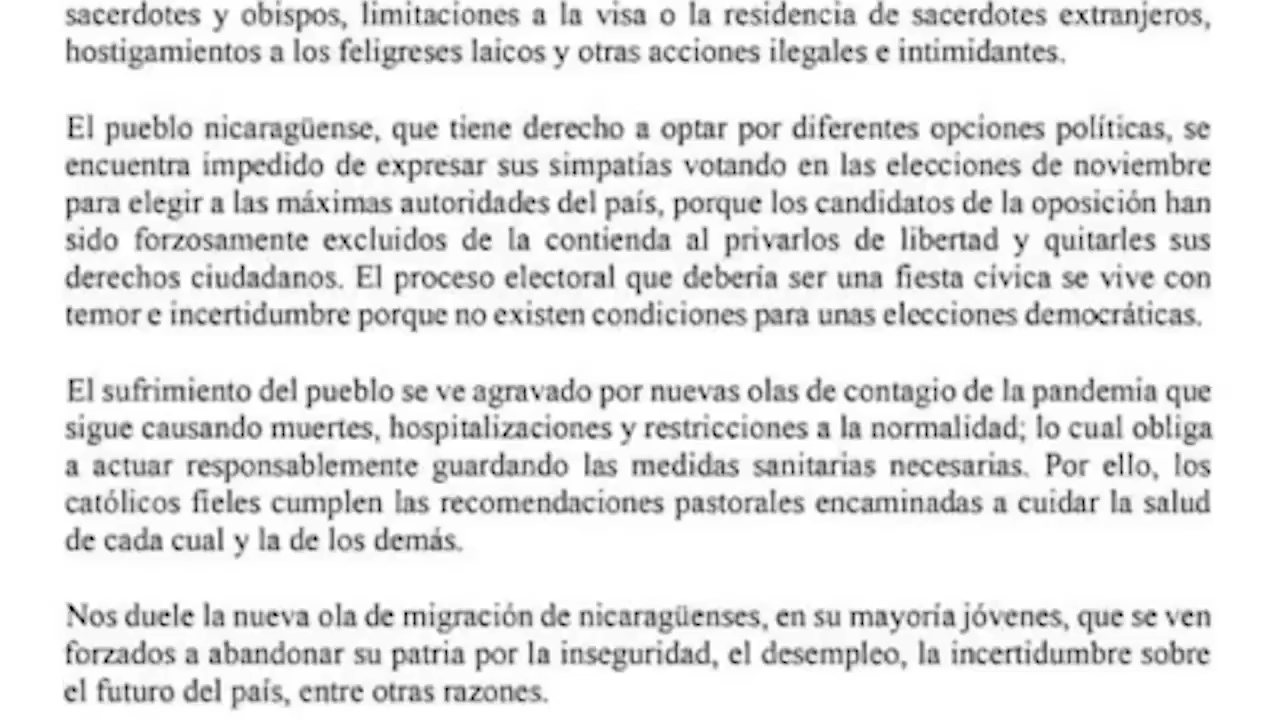 sacerdotes y obispos, limitaciones a la visa o la residencia de sacerdotes extranjeros,
hostigamientos a los feligreses laicos y otras acciones ilegales e intimidantes.
El pueblo nicaragüense, que tiene derecho a optar por diferentes opciones políticas, se
encuentra impedido de expresar sus simpatías votando en las elecciones de noviembre
para elegir a las máximas autoridades del país, porque los candidatos de la oposición han
sido forzosamente excluidos de la contienda al privarlos de libertad y quitarles sus
derechos ciudadanos. El proceso electoral que debería ser una fiesta cívica se vive con
temor e incertidumbre porque no existen condiciones para unas elecciones democráticas.
El sufrimiento del pueblo se ve agravado por nuevas olas de contagio de la pandemia que
sigue causando muertes, hospitalizaciones y restricciones a la normalidad; lo cual obliga
a actuar responsablemente guardando las medidas sanitarias necesarias. Por ello, los
católicos fieles cumplen las recomendaciones pastorales encaminadas a cuidar la salud
de cada cual y la de los demás.
Nos duele la nueva ola de migración de nicaragüenses, en su mayoría jóvenes, que se ven
forzados a abandonar su patria por la inseguridad, el desempleo, la incertidumbre sobre
el futuro del país, entre otras razones.